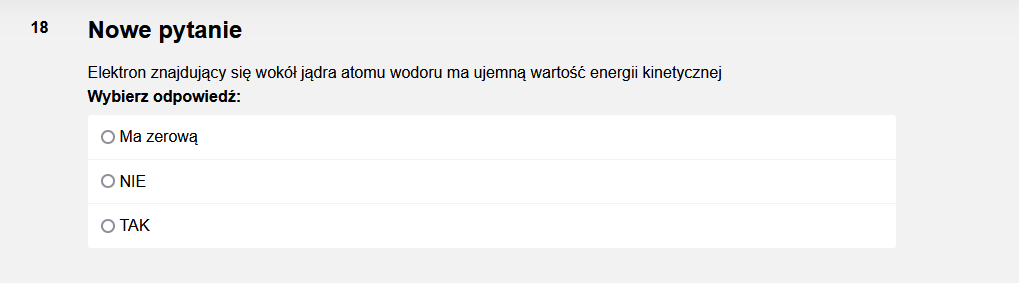 18 Nowe pytanie
Elektron znajdujący się wokół jądra atomu wodoru ma ujemną wartość energii kinetycznej
Wybierz odpowiedź:
Ma zerową
NIE
TAK